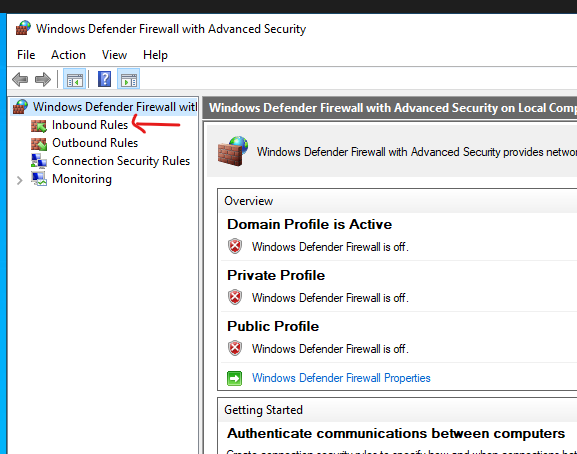 Windows Defender Firewall with Advanced Security
File Action View Help
Windows Defender Firewall wit
Inbound Rules
Outbound Rules
Connection Security Rules
Monitoring
Windows Defender Firewall with Advanced Security on Local Comp
Windows Defender Firewall with Advanced Security provides netwo
Overview
Domain Profile is Active
Windows Defender Firewall is off.
Private Profile
Windows Defender Firewall is off.
Public Profile
Windows Defender Firewall is off.
Windows Defender Firewall Properties
Getting Started
Authenticate communications between computers